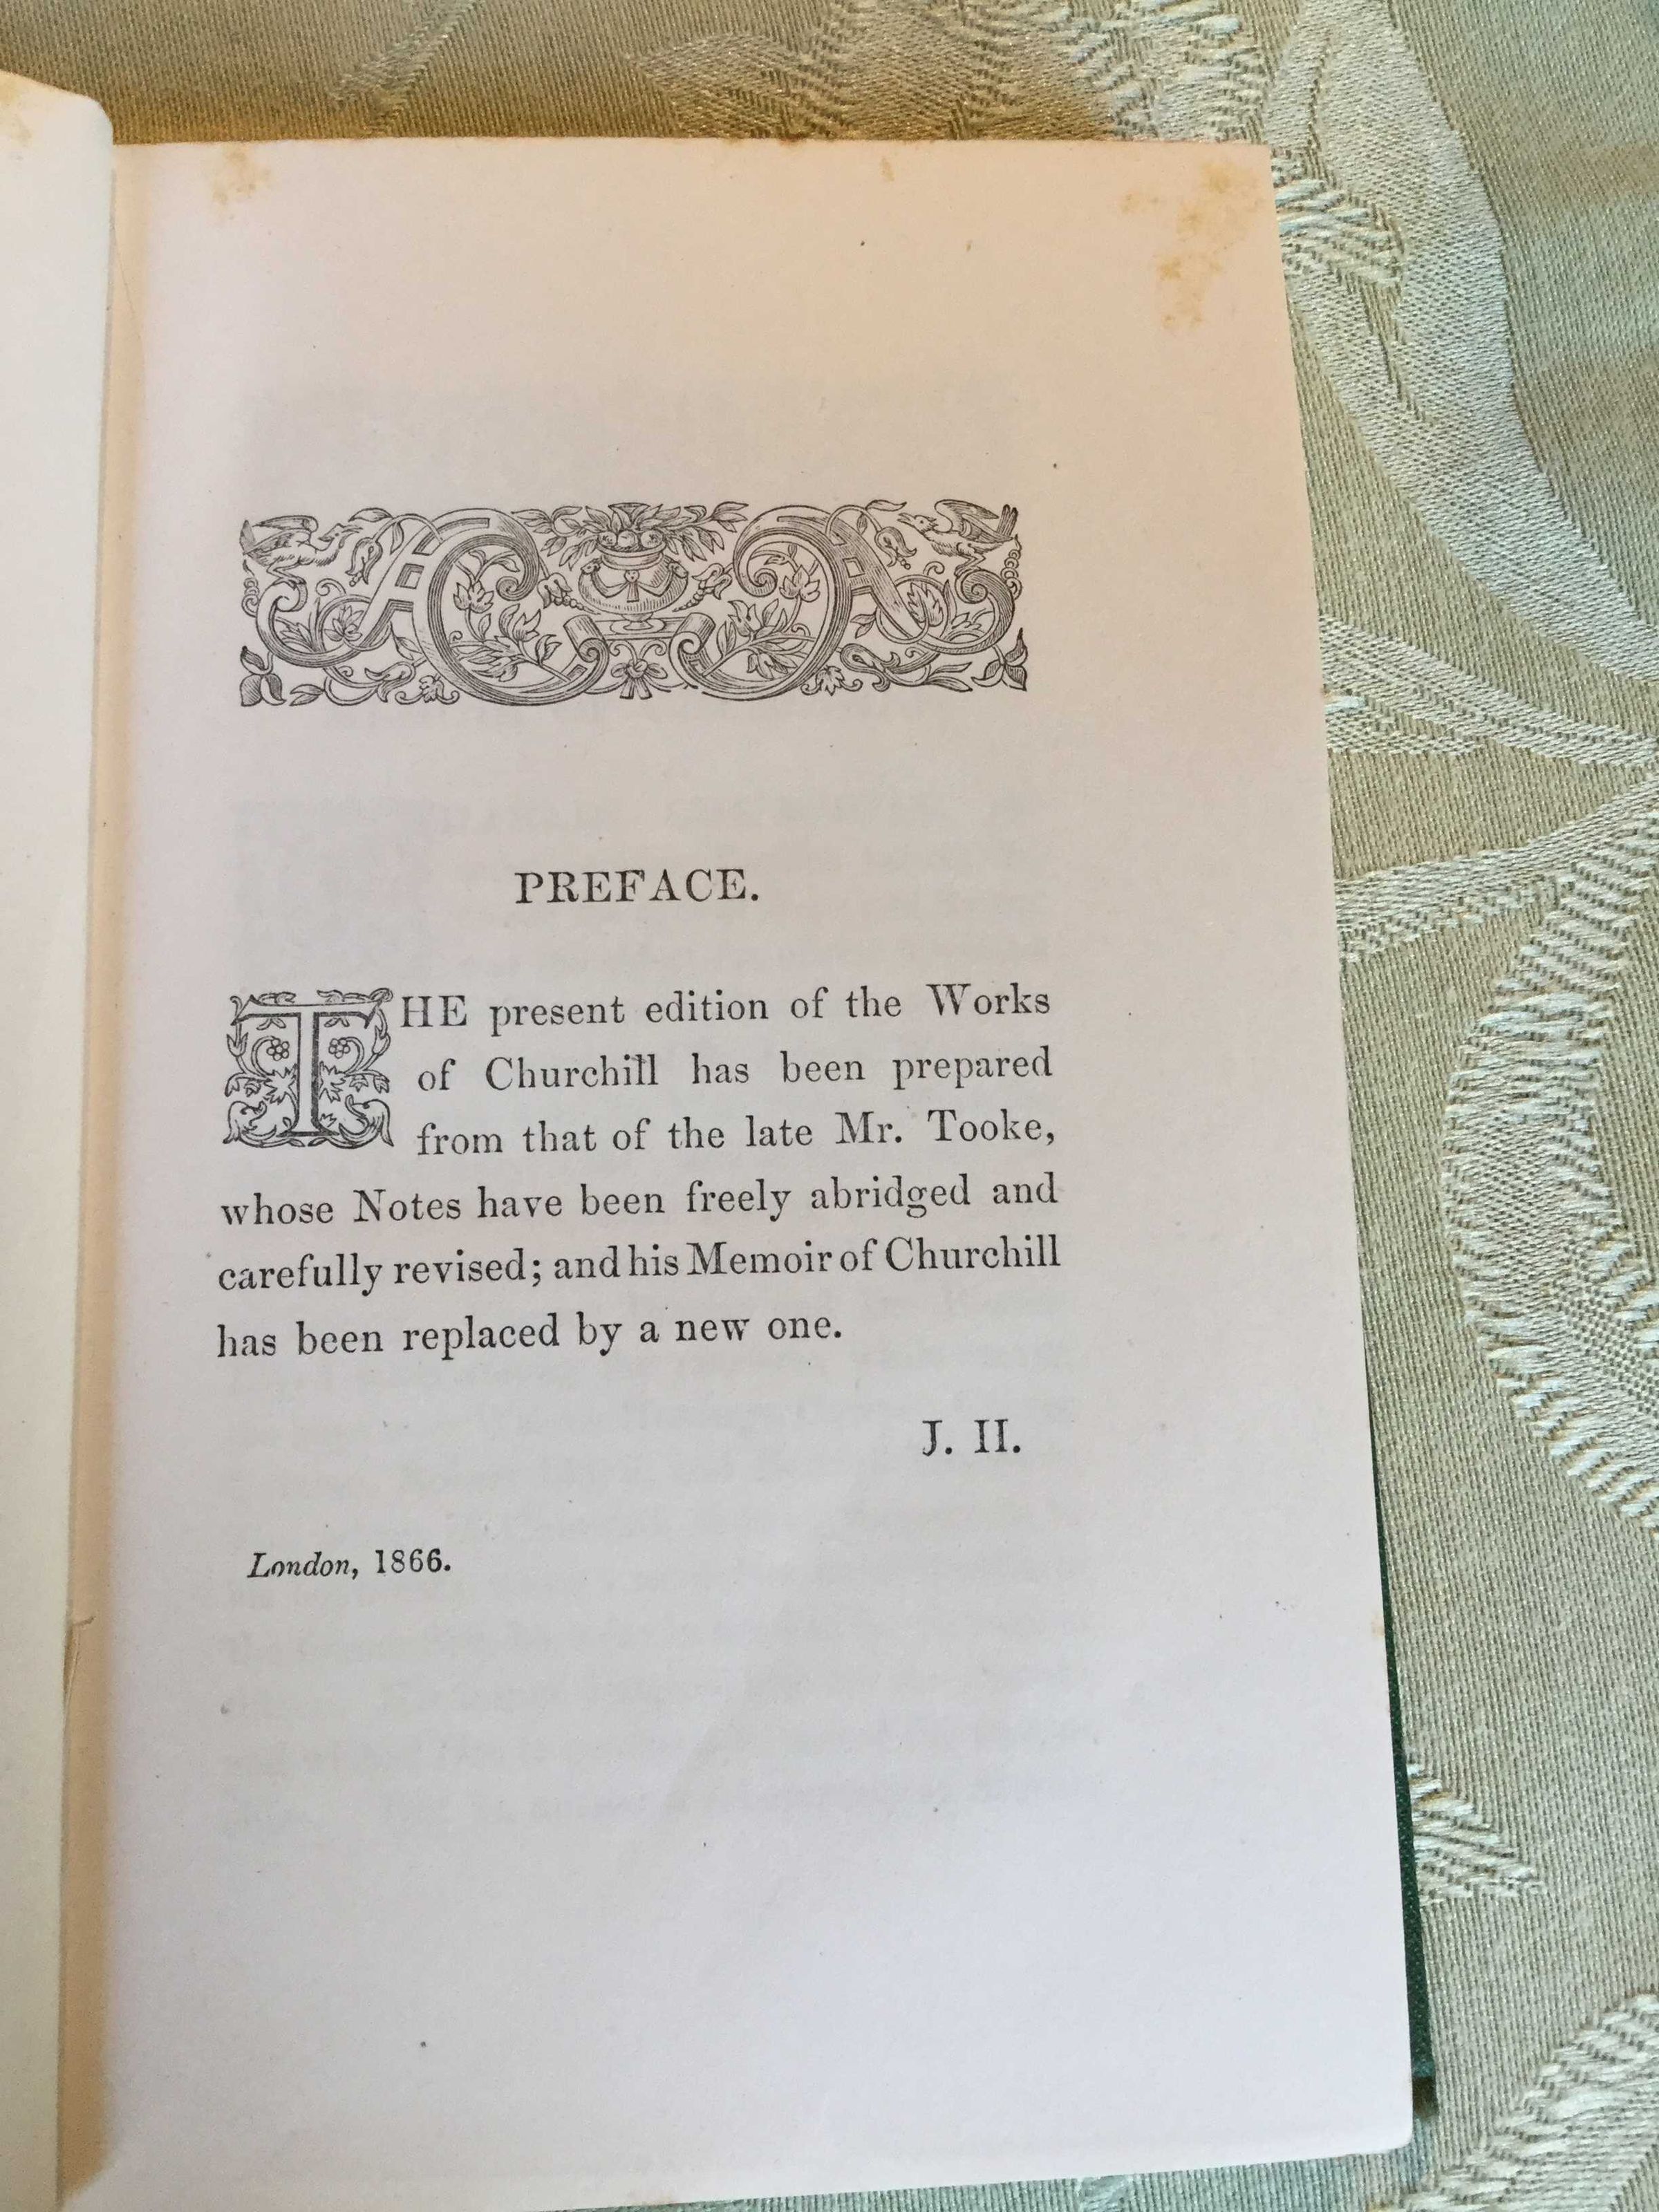 PREFACE.
THE present edition of the Works
of Churchill has been prepared
from that of the late Mr. Tooke,
whose Notes have been freely abridged and
carefully revised; and his Memoir of Churchill
has been replaced by a new one.
J. H.
London, 1866.